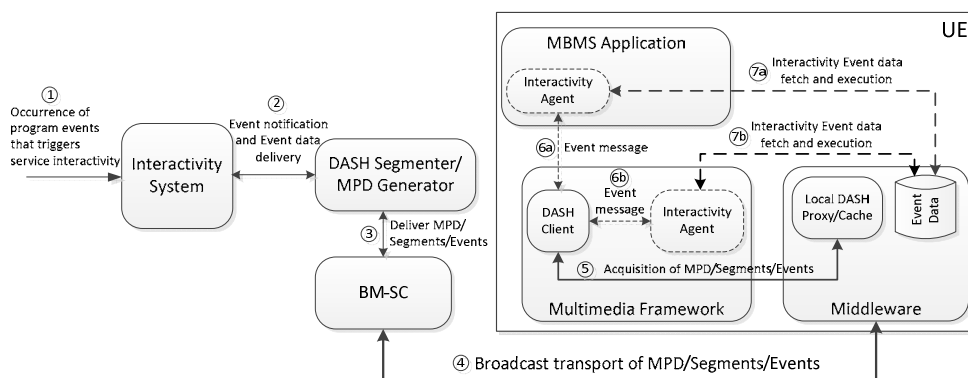 UE
MBMS Application
Interactivity
Agent
7a
Interactivity Event data
fetch and execution
1
Occurrence of
program events
that triggers
service interactivity
2
Event notification
and Event data
delivery
Interactivity
System
DASH Segmenter/
MPD Generator
6a
Event message
7b
Interactivity Event data
fetch and execution
6b
Event
message
DASH
Client
Interactivity
Agent
Local DASH
Proxy/Cache
Event
Data
3
Deliver MPD/
Segments/Events
5
Acquisition of MPD/Segments/Events
BM-SC
Multimedia Framework
Middleware
4
Broadcast transport of MPD/Segments/Events